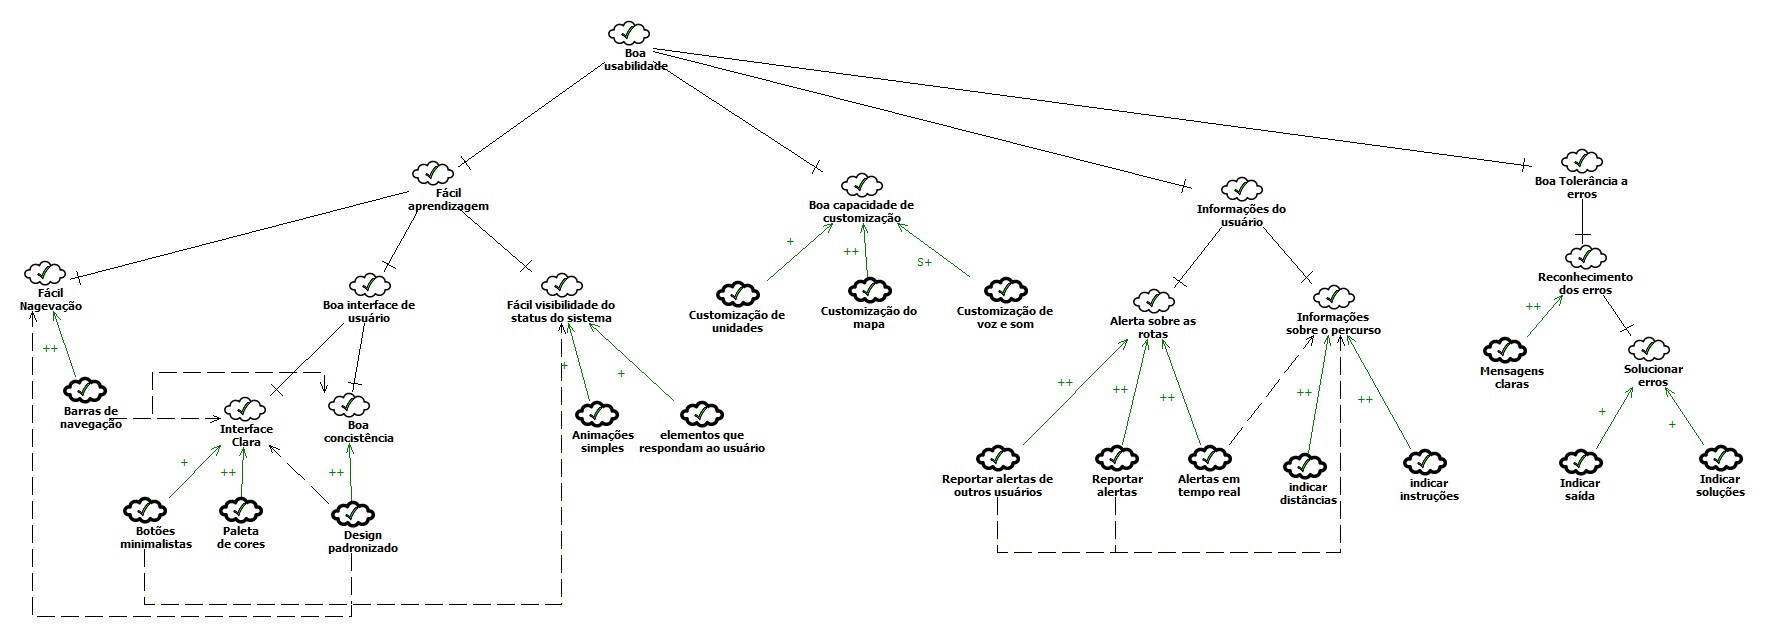 Boa
usabilidade
Fácil
aprendizagem
Boa capacidade de
customização
Informações do
usuário
Boa Tolerância a
erros
Fácil
Nagevação
Boa interface de
usuário
Fácil visibilidade do
status do sistema
+
++
S+
Customização de
unidades
Customização do
mapa
Customização de
voz e som
Alerta sobre as
rotas
Informações
sobre o percurso
Reconhecimento
dos erros
++
++
Barras de
navegação
Interface
Clara
Boa
concistência
+
+
Animações
simples
elementos que
respondam ao usuário
++
++
++
++
++
Mensagens
claras
Solucionar
erros
+
++
++
Botões
minimalistas
Paleta
de cores
Design
padronizado
Reportar alertas de
outros usuários
Reportar
alertas
Alertas em
tempo real
indicar
distâncias
indicar
instruções
+
+
Indicar
saída
Indicar
soluções